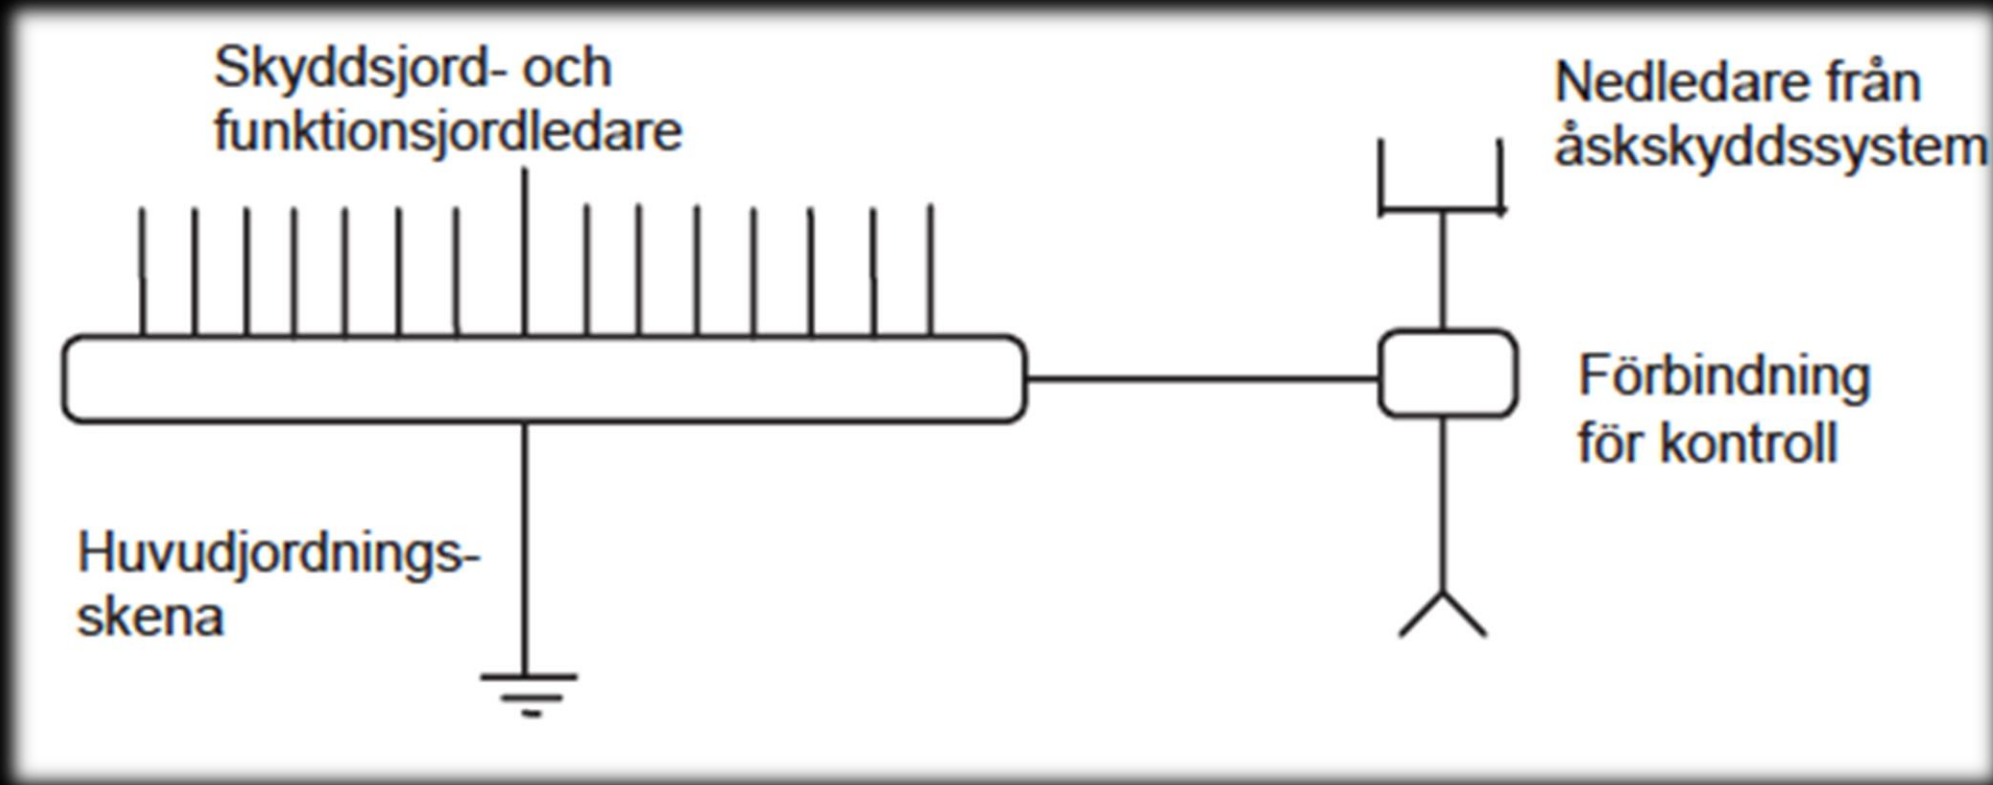 Skyddsjord- och
funktionsjordledare
Nedledare från
åskskyddssystem
Förbindning
för kontroll
Huvudjordnings-
skena